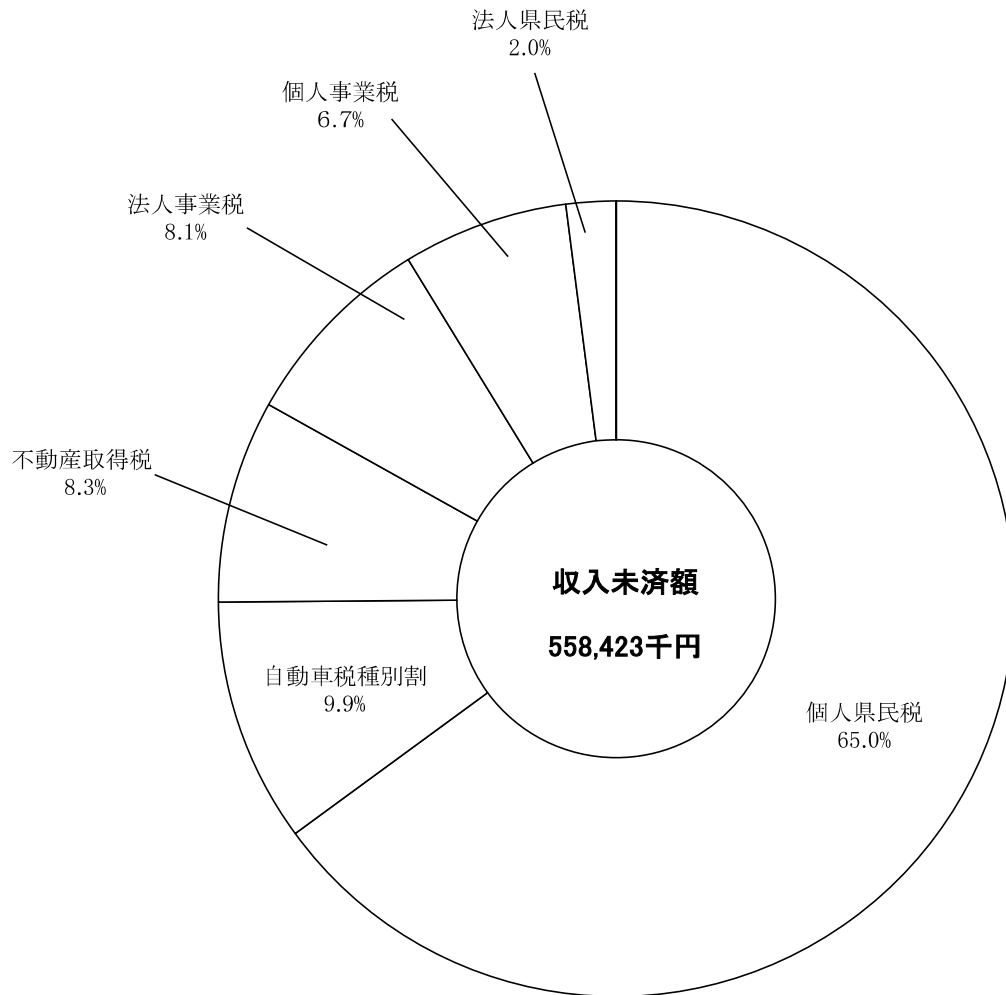 法人県民税
2.0%
個人事業税
6.7%
法人事業税
8.1%
不動産取得税
8.3%
自動車税種別割
9.9%
収入未済額
558,423千円
個人県民税
65.0%